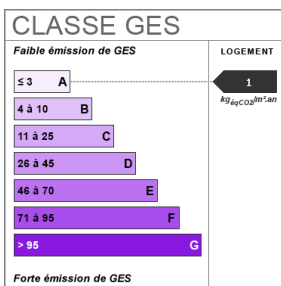 CLASSE GES
Faible émission de GES
LOGEMENT
≤ 3 A
1
kgéqCO2/m².an
4 à 10 B
11 à 25 C
26 à 45 D
46 à 70 E
71 à 95 F
> 95 G
Forte émission de GES